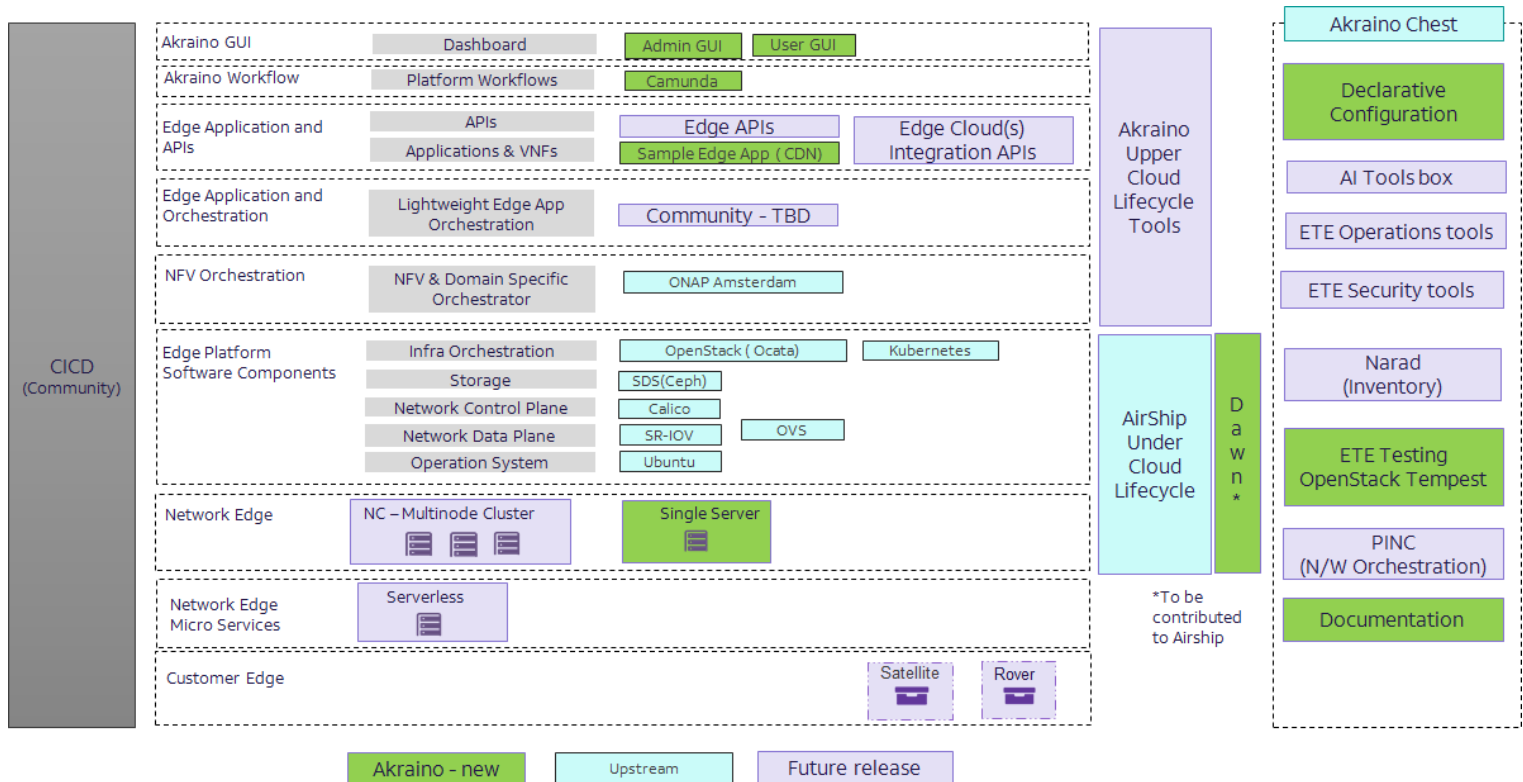 CICD
(Community)
Akraino GUI
Dashboard
Admin GUI
User GUI
Akraino Workflow
Platform Workflows
Camunda
Edge Application and
APIs
APIs
Applications & VNFs
Edge APIs
Sample Edge App ( CDN)
Edge Cloud(s)
Integration APIs
Edge Application and
Orchestration
Lightweight Edge App
Orchestration
Community - TBD
NFV Orchestration
NFV & Domain Specific
Orchestrator
ONAP Amsterdam
Edge Platform
Software Components
Infra Orchestration
OpenStack ( Ocata)
Kubernetes
Storage
SDS(Ceph)
Network Control Plane
Calico
Network Data Plane
SR-IOV
OVS
Operation System
Ubuntu
Network Edge
NC – Multinode Cluster
Single Server
Network Edge
Micro Services
Serverless
Customer Edge
Satellite
Rover
Akraino
Upper
Cloud
Lifecycle
Tools
AirShip
Under
Cloud
Lifecycle
D
a
w
n
*
*To be
contributed
to Airship
Akraino Chest
Declarative
Configuration
AI Tools box
ETE Operations tools
ETE Security tools
Narad
(Inventory)
ETE Testing
OpenStack Tempest
PINC
(N/W Orchestration)
Documentation
Akraino - new
Upstream
Future release